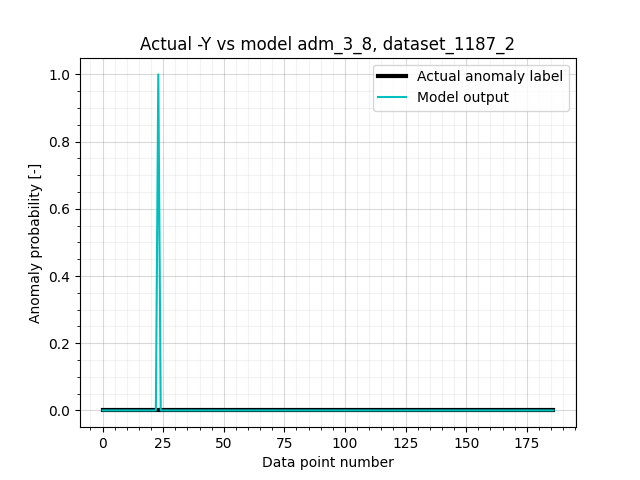 Actual -Y vs model adm_3_8, dataset_1187_2
Actual anomaly label
Model output
Anomaly probability [-]
1.0
0.8
0.6
0.4
0.2
0.0
0 25 50 75 100 125 150 175
Data point number